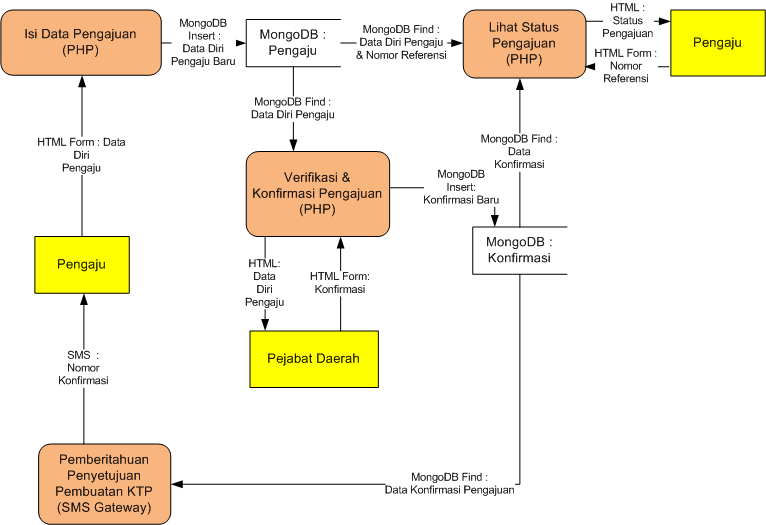 Isi Data Pengajuan
(PHP)
MongoDB
Insert :
Data Diri
Pengaju Baru
MongoDB :
Pengaju
MongoDB Find :
Data Diri Pengaju
& Nomor Referensi
Lihat Status
Pengajuan
(PHP)
HTML :
Status
Pengajuan
HTML Form :
Nomor
Referensi
Pengaju
MongoDB Find :
Data Diri Pengaju
HTML Form : Data
Diri
Pengaju
Verifikasi &
Konfirmasi Pengajuan
(PHP)
MongoDB
Insert:
Konfirmasi Baru
MongoDB Find :
Data
Konfirmasi
MongoDB :
Konfirmasi
Pengaju
HTML:
Data
Diri
Pengaju
HTML Form:
Konfirmasi
Pejabat Daerah
SMS :
Nomor
Konfirmasi
Pemberitahuan
Penyetujuan
Pembuatan KTP
(SMS Gateway)
MongoDB Find :
Data Konfirmasi Pengajuan